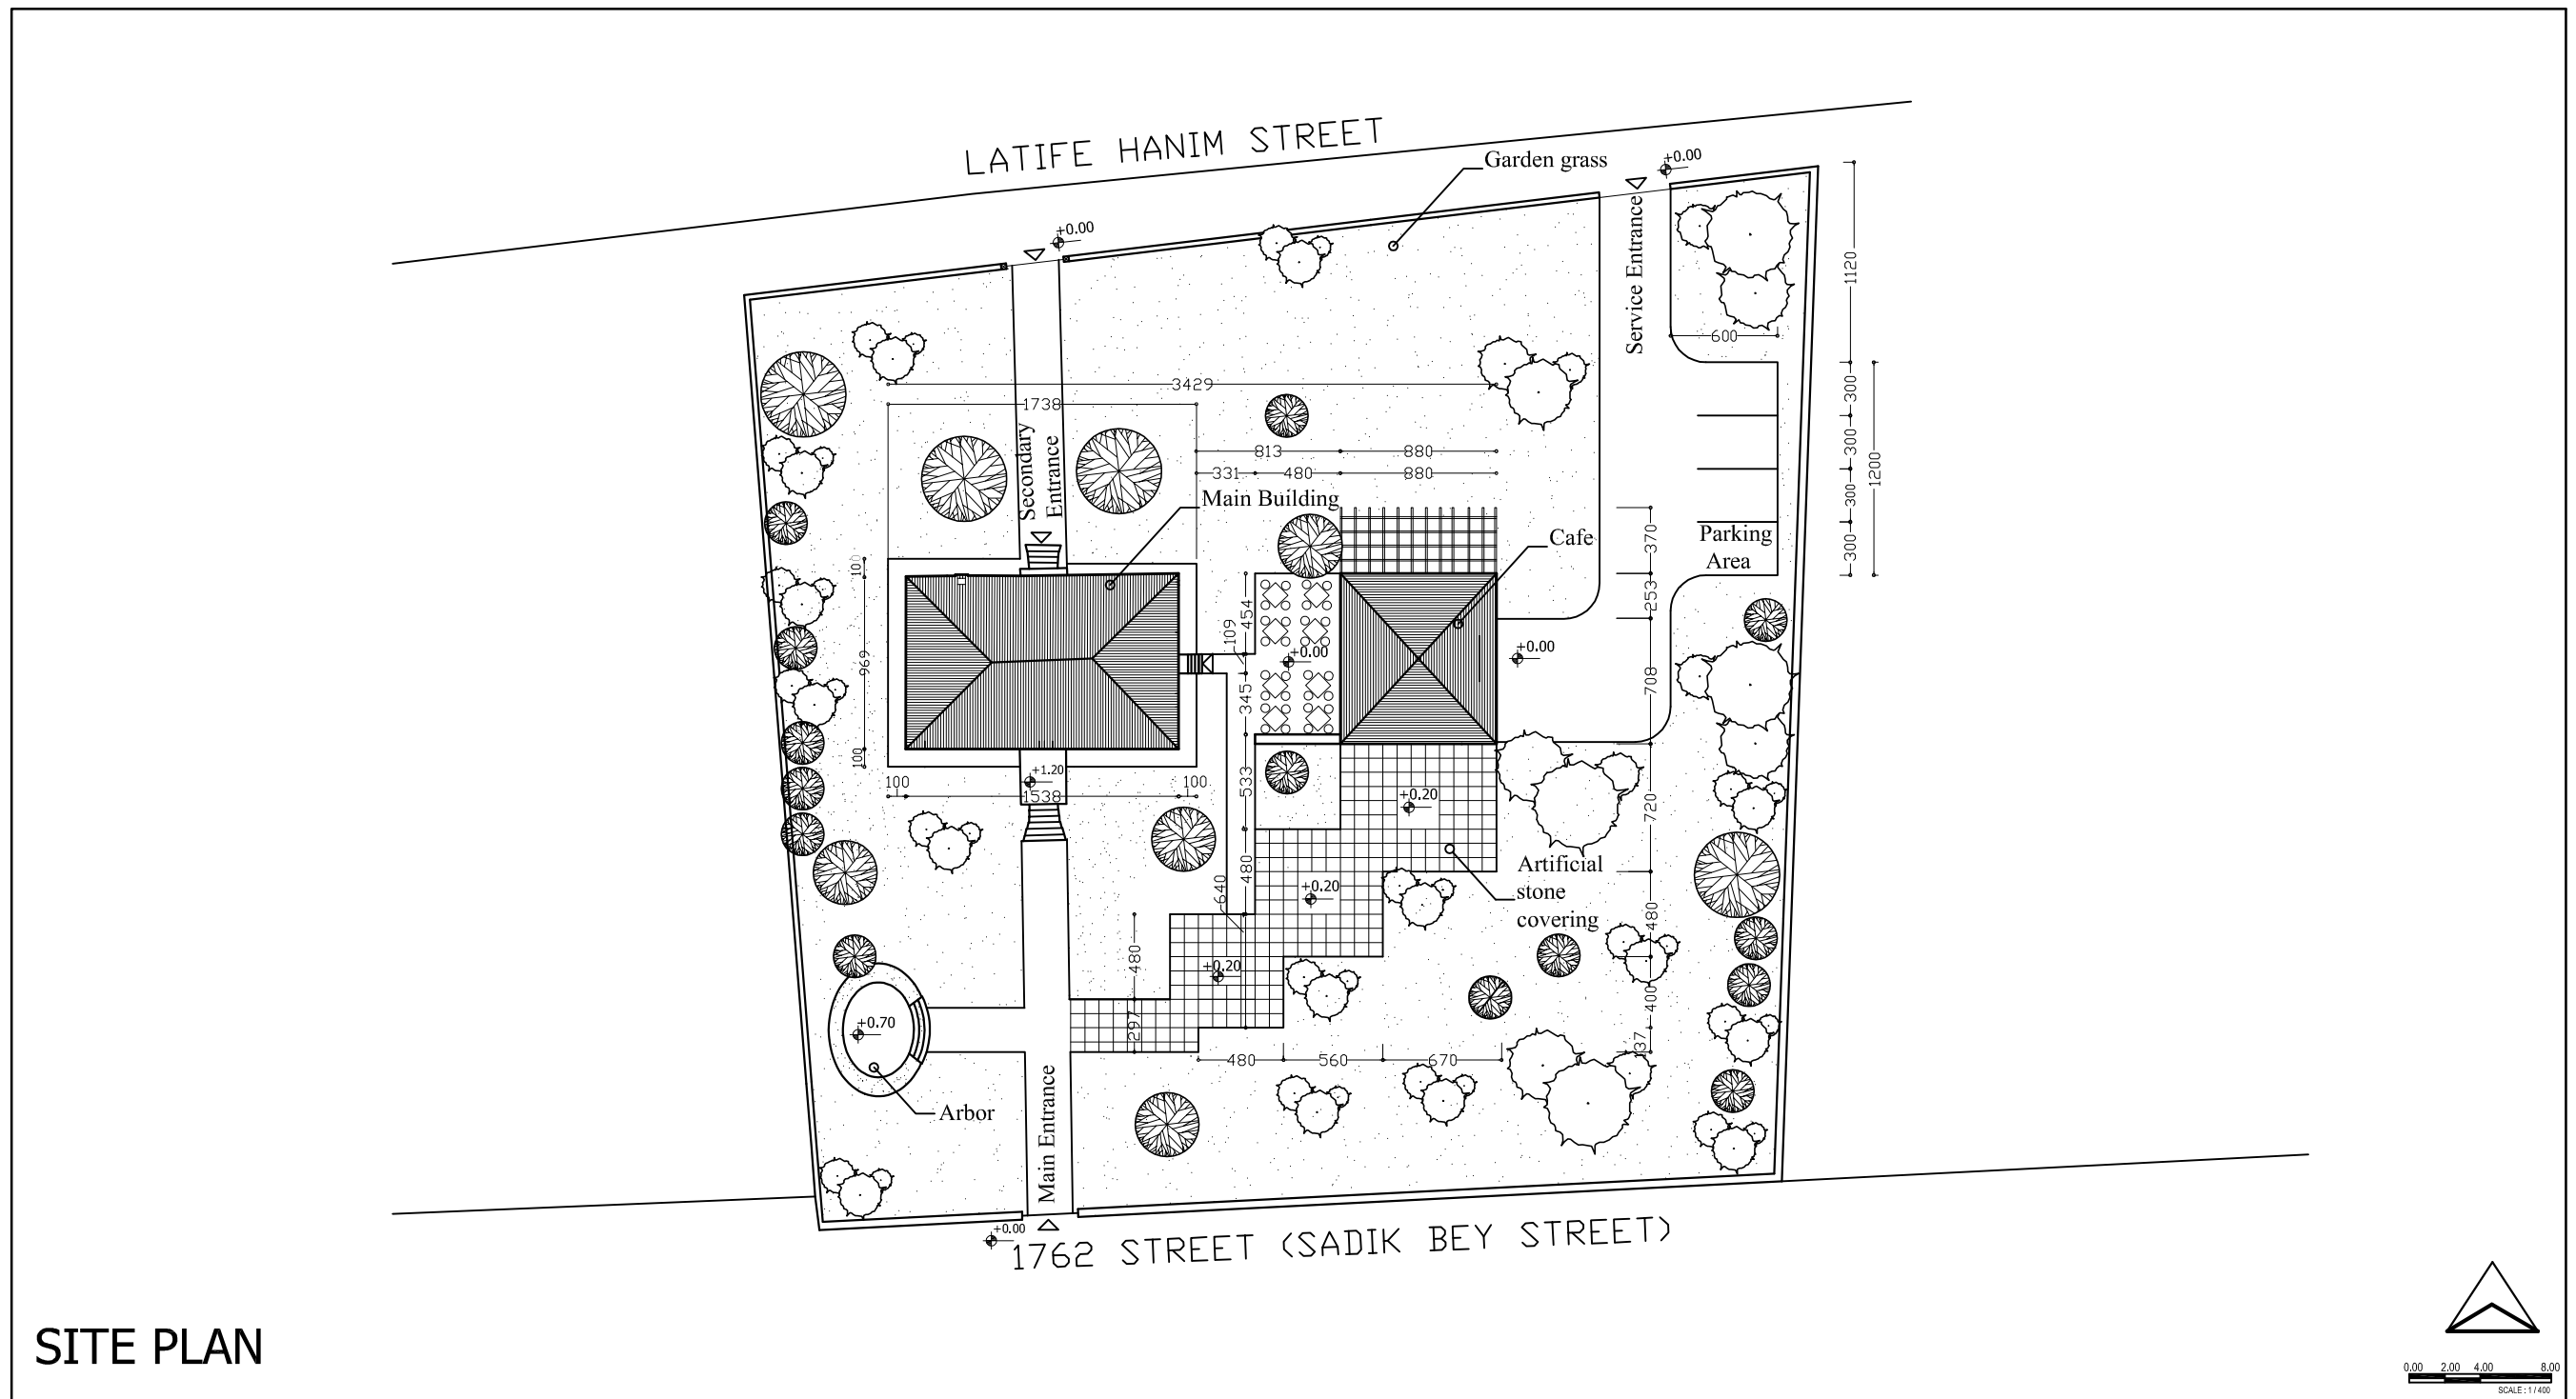 LATIFE HANIM STREET
Garden grass
+0.00
Service Entrance
+0.00
1120
600
3429
1738
300
300
300
300
1200
Secondary
Entrance
813
880
331
480
880
Main Building
Cafe
Parking
Area
370
253
708
720
480
400
137
100
969
100
454
109
345
533
480
640
+0.00
+0.00
+1.20
100
1538
100
+0.20
Artificial
stone
covering
+0.20
+0.20
480
297
+0.70
480
560
670
Arbor
Main Entrance
+0.00
1762 STREET (SADIK BEY STREET)
SITE PLAN
0.00 2.00 4.00 8.00
SCALE : 1 / 400